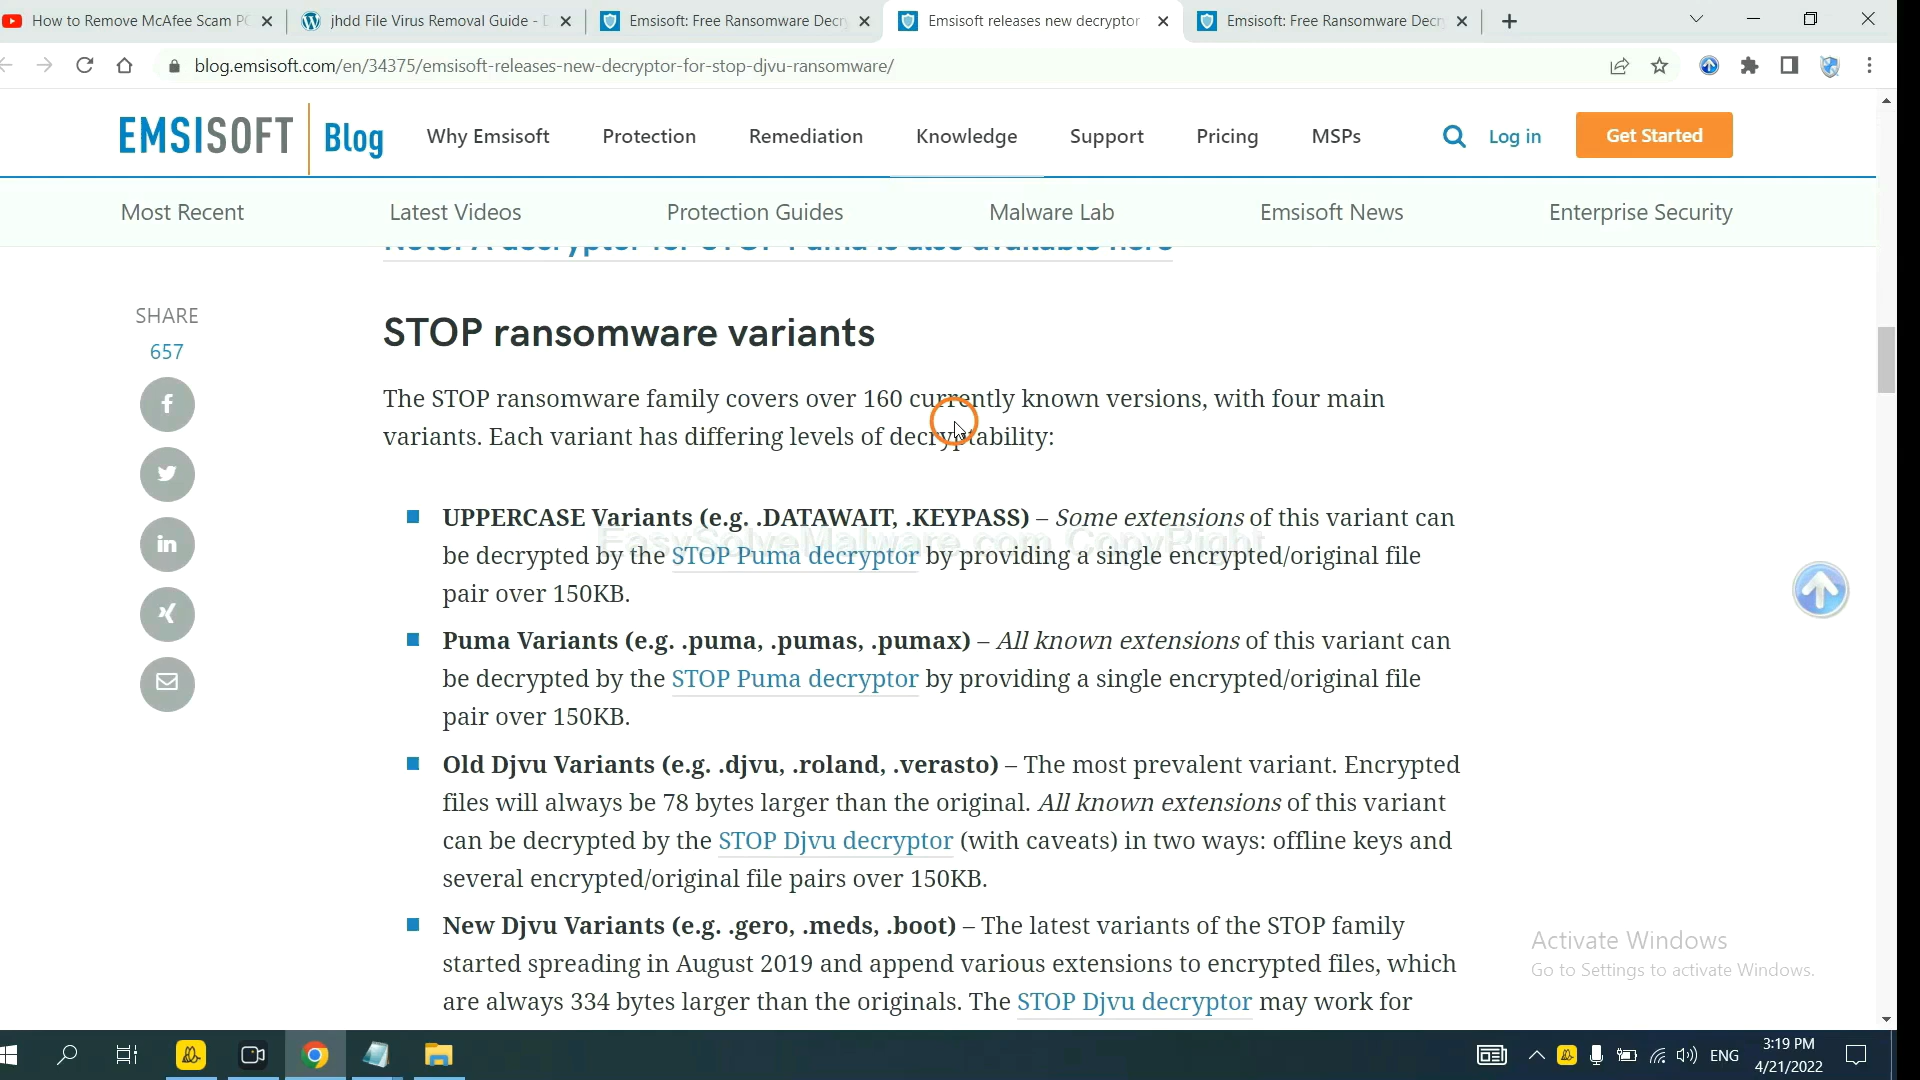 How to Remove McAfee Scam PC
jhdd File Virus Removal Guide - D
Emsisoft: Free Ransomware Decry
Emsisoft releases new decryptor
Emsisoft: Free Ransomware Decry
blog.emsisoft.com/en/34375/emsisoft-releases-new-decryptor-for-stop-djvu-ransomware/
EMSISOFT Blog Why Emsisoft Protection Remediation Knowledge Support Pricing MSPs Log in Get Started
Most Recent Latest Videos Protection Guides Malware Lab Emsisoft News Enterprise Security
Note: A decryptor for STOP Puma is also available here
SHARE
657
STOP ransomware variants
The STOP ransomware family covers over 160 currently known versions, with four main
variants. Each variant has differing levels of decryptability:
UPPERCASE Variants (e.g. .DATAWAIT, .KEYPASS) – Some extensions of this variant can
be decrypted by the STOP Puma decryptor by providing a single encrypted/original file
pair over 150KB.
EasySolveMalware.com CopyRight
Puma Variants (e.g. .puma, .pumas, .pumax) – All known extensions of this variant can
be decrypted by the STOP Puma decryptor by providing a single encrypted/original file
pair over 150KB.
Old Djvu Variants (e.g. .djvu, .roland, .verasto) – The most prevalent variant. Encrypted
files will always be 78 bytes larger than the original. All known extensions of this variant
can be decrypted by the STOP Djvu decryptor (with caveats) in two ways: offline keys and
several encrypted/original file pairs over 150KB.
New Djvu Variants (e.g. .gero, .meds, .boot) – The latest variants of the STOP family
started spreading in August 2019 and append various extensions to encrypted files, which
are always 334 bytes larger than the originals. The STOP Djvu decryptor may work for
Activate Windows
Go to Settings to activate Windows.
ENG
3:19 PM
4/21/2022